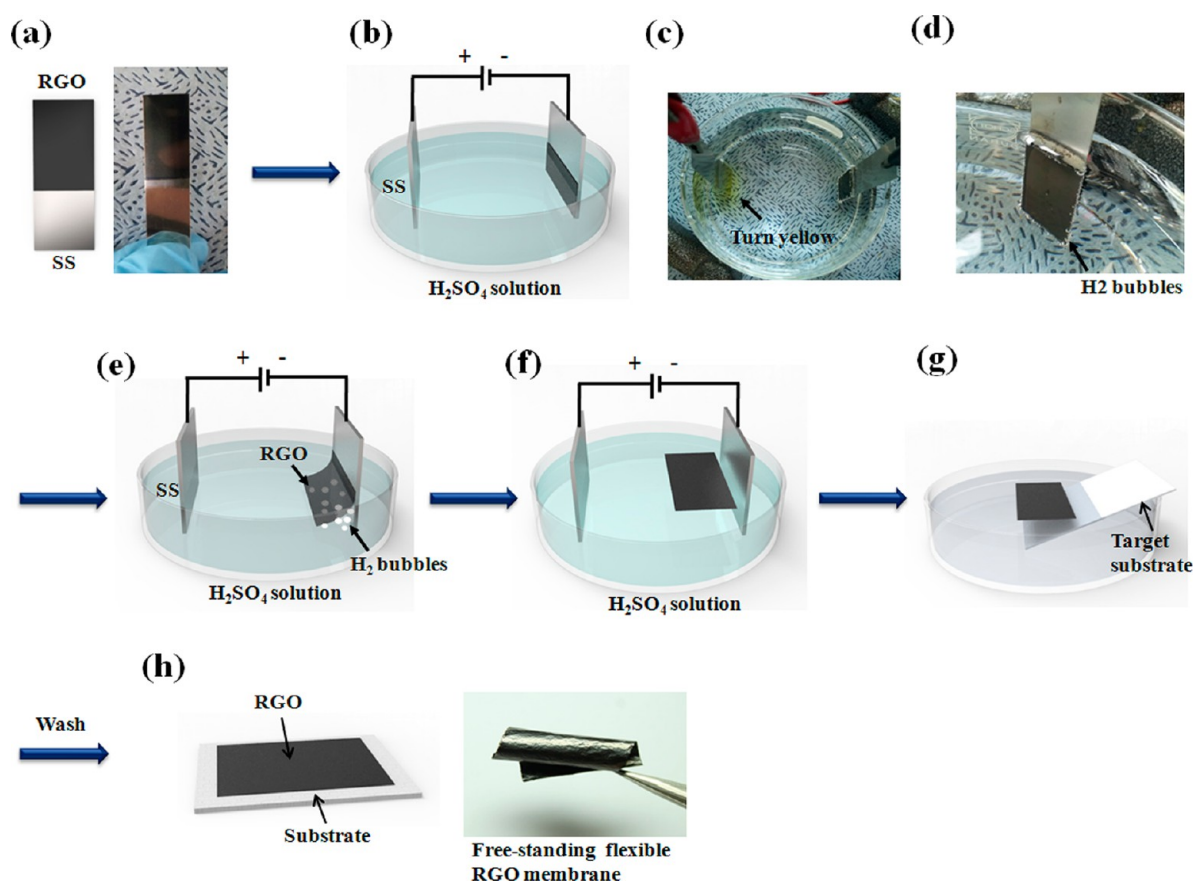 (a)
RGO
SS
(b)
+ -
SS
H₂SO₄ solution
(c)
Turn yellow
(d)
H2 bubbles
(e)
+ -
RGO
SS
H₂ bubbles
H₂SO₄ solution
(f)
+ -
H₂SO₄ solution
(g)
Target
substrate
Wash
(h)
RGO
Substrate
Free-standing flexible
RGO membrane